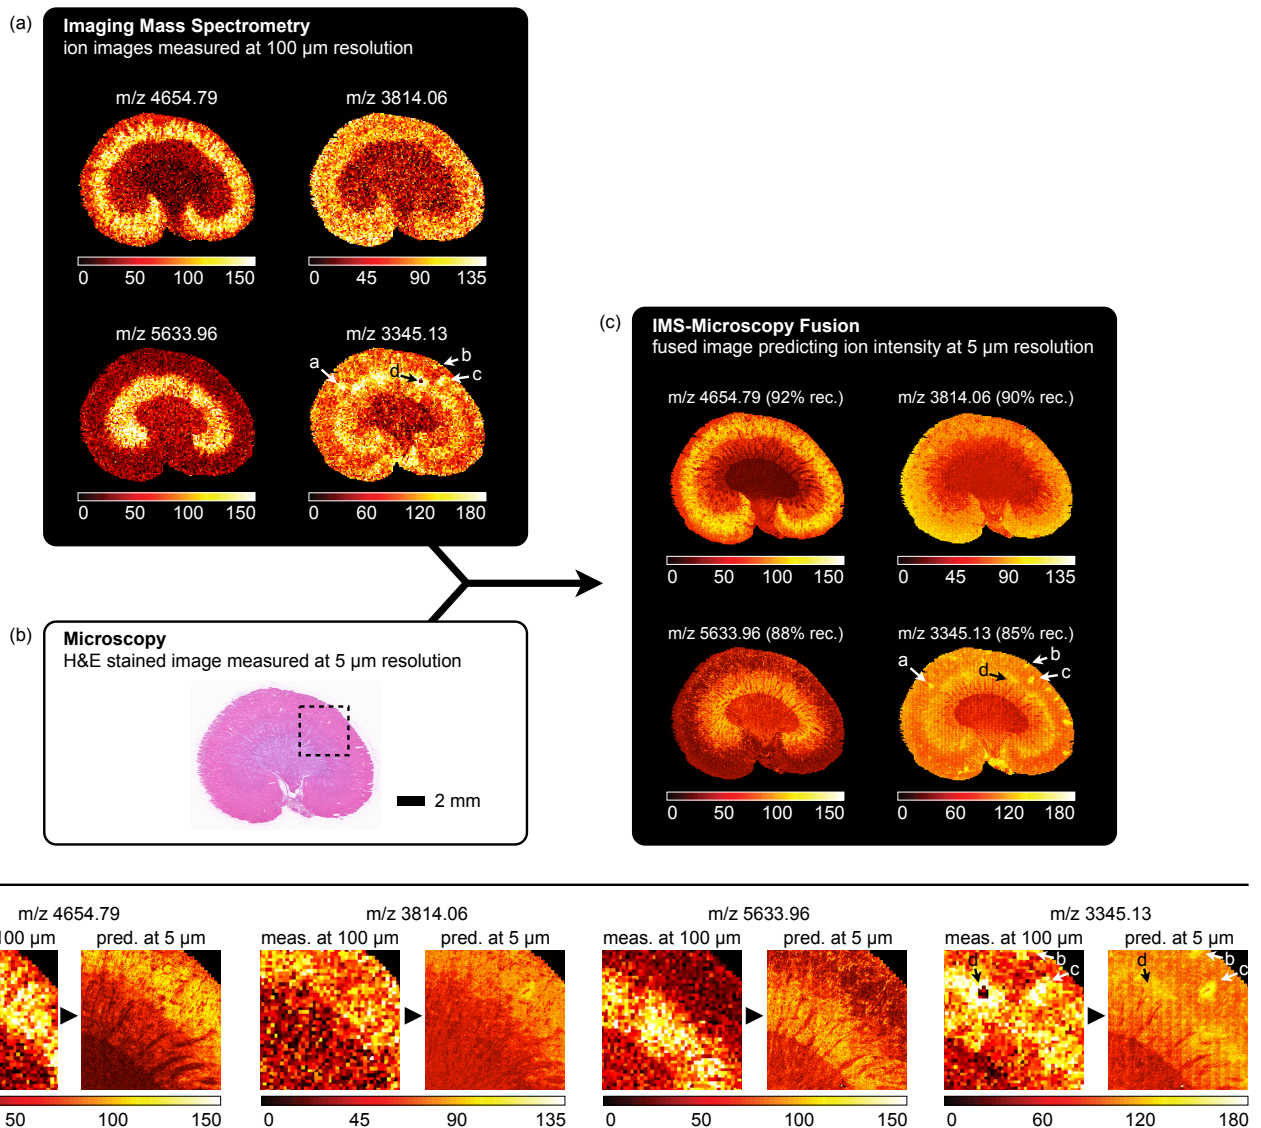 (a)
Imaging Mass Spectrometry
ion images measured at 100 µm resolution
m/z 4654.79
m/z 3814.06
0 50 100 150
0 45 90 135
m/z 5633.96
m/z 3345.13
a
b
c
d
0 50 100 150
0 60 120 180
(b)
Microscopy
H&E stained image measured at 5 µm resolution
2 mm
(c)
IMS-Microscopy Fusion
fused image predicting ion intensity at 5 µm resolution
m/z 4654.79 (92% rec.)
m/z 3814.06 (90% rec.)
0 50 100 150
0 45 90 135
m/z 5633.96 (88% rec.)
m/z 3345.13 (85% rec.)
a
b
c
d
0 50 100 150
0 60 120 180
m/z 4654.79
100 µm pred. at 5 µm
50 100 150
m/z 3814.06
meas. at 100 µm pred. at 5 µm
0 45 90 135
m/z 5633.96
meas. at 100 µm pred. at 5 µm
0 50 100 150
m/z 3345.13
meas. at 100 µm pred. at 5 µm
d b c
d b c
0 60 120 180